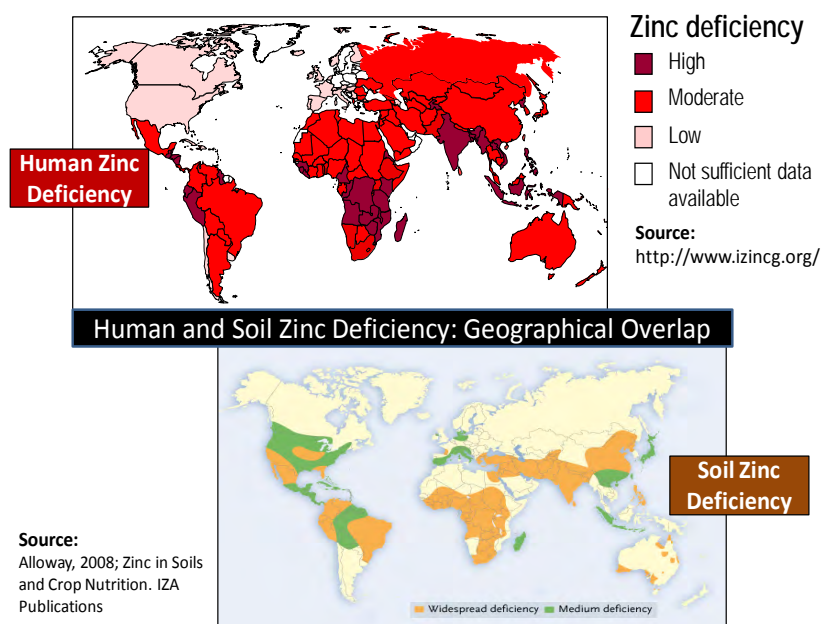 Zinc deficiency
High
Moderate
Low
Not sufficient data
available
Source:
http://www.izincg.org/
Human Zinc
Deficiency
Human and Soil Zinc Deficiency: Geographical Overlap
Soil Zinc
Deficiency
Source:
Alloway, 2008; Zinc in Soils
and Crop Nutrition. IZA
Publications
Widespread deficiency Medium deficiency